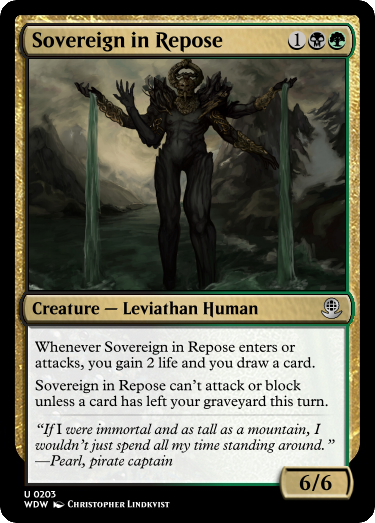 Sovereign in Repose 1
Creature — Leviathan Human
Whenever Sovereign in Repose enters or
attacks, you gain 2 life and you draw a card.
Sovereign in Repose can't attack or block
unless a card has left your graveyard this turn.
“If I were immortal and as tall as a mountain, I
wouldn't just spend all my time standing around.”
—Pearl, pirate captain
6/6
U 0203
WDW Christopher Lindkvist